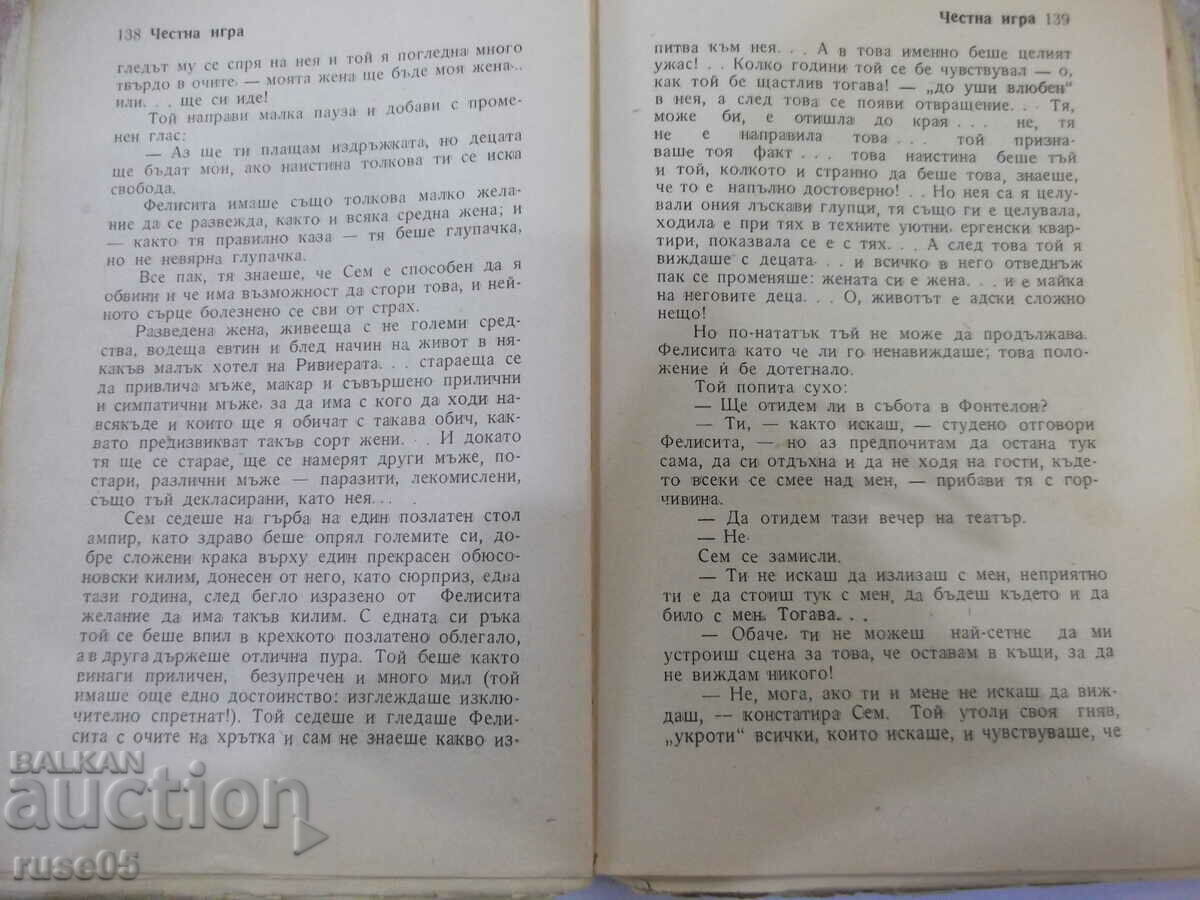 138 Честна игра
гледът му се спря на нея и той я погледна много
твърдо в очите, — моята жена ще бъде моя жена..
или. . . ще си иде!
Той направи малка пауза и добави с проме-
нен глас:
— Аз ще ти плащам издръжката, но децата
ще бъдат мои, ако наистина толкова ти се иска
свобода.
Фелисита имаше също толкова малко жела-
ние да се развежда, както и всяка средна жена; и
— както тя правилно каза — тя беше глупачка,
но не невярна глупачка.
Все пак, тя знаеше, че Сем е способен да я
обвини и че има възможност да стори това, и ней-
ното сърце болезнено се сви от страх.
Разведена жена, живееща с не големи сред-
ства, водеща евтин и блед начин на живот в ня-
какъв малък хотел на Ривиерата. . . стараеща се
да привлича мъже, макар и съвършено прилични
и симпатични мъже, за да има с кого да ходи на-
всякъде и които ще я обичат с такава обич, как-
вато предизвикват такъв сорт жени. . . И докато
тя ще се старае, ще се намерят други мъже, по-
стари, различни мъже — паразити, лекомислени,
също тъй декласирани, като нея... .
Сем седеше на гърба на един позлатен стол
ампир, като здраво беше опрял големите си, до-
бре сложени крака върху един прекрасен обюсо-
новски килим, донесен от него, като сюрприз, едва
тази година, след бегло изразено от Фелисита
желание да има такъв килим. С едната си ръка
той се беше впил в крехкото позлатено облегало,
а в друга държеше отлична пура. Той беше както
винаги приличен, безупречен и много мил (той
имаше още едно достоинство: изглеждаше изклю-
чително спретнат!). Той седеше и гледаше Фели-
сита с очите на хрътка и сам не знаеше какво из-
Честна игра 139
питва към нея. . . А в това именно беше целият
ужас! . . Колко години той се бе чувствувал — о,
как той бе щастлив тогава! — „до уши влюбен“
в нея, а след това се появи отвращение. . . Тя,
може би, е отишла до края . . . не, тя
не е направила това . . . той призна-
ваше тоя факт . . . това наистина беше тъй
и той, колкото и странно да беше това, знаеше,
че то е напълно достоверно! . . Но нея са я целу-
вали ония лъскави глупци, тя също ги е целувала,
ходила е при тях в техните уютни, ергенски квар-
тири, показвала се е с тях. . . А след това той я
виждаше с децата. . . и всичко в него отведнъж
пак се променяше: жената си е жена. . . и е майка
на неговите деца. . . О, животът е адски сложно
нещо!
Но по-нататък тъй не може да продължава.
Фелисита като че ли го ненавиждаше; това поло-
жение ѝ бе дотегнало.
Той попита сухо:
— Ще отидем ли в събота в Фонтелон?
— Ти, — както искаш, — студено отговори
Фелисита, — но аз предпочитам да остана тук
сама, да си отдъхна и да не ходя на гости, къде-
то всеки се смее над мен, — прибави тя с гор-
чивина.
— Да отидем тази вечер на театър.
— Не.
Сем се замисли.
— Ти не искаш да излизаш с мен, неприятно
ти е да стоиш тук с мен, да бъдеш където и да
било с мен. Тогава. . .
— Обаче, ти не можеш най-сетне да ми
устроиш сцена за това, че оставам в къщи, за да
не виждам никого!
— Не, мога, ако ти и мене не искаш да виж-
даш, — констатира Сем. Той утоли своя гняв,
„укроти“ всички, които искаше, и чувствуваше, че
BALKAN
auction
ruse05